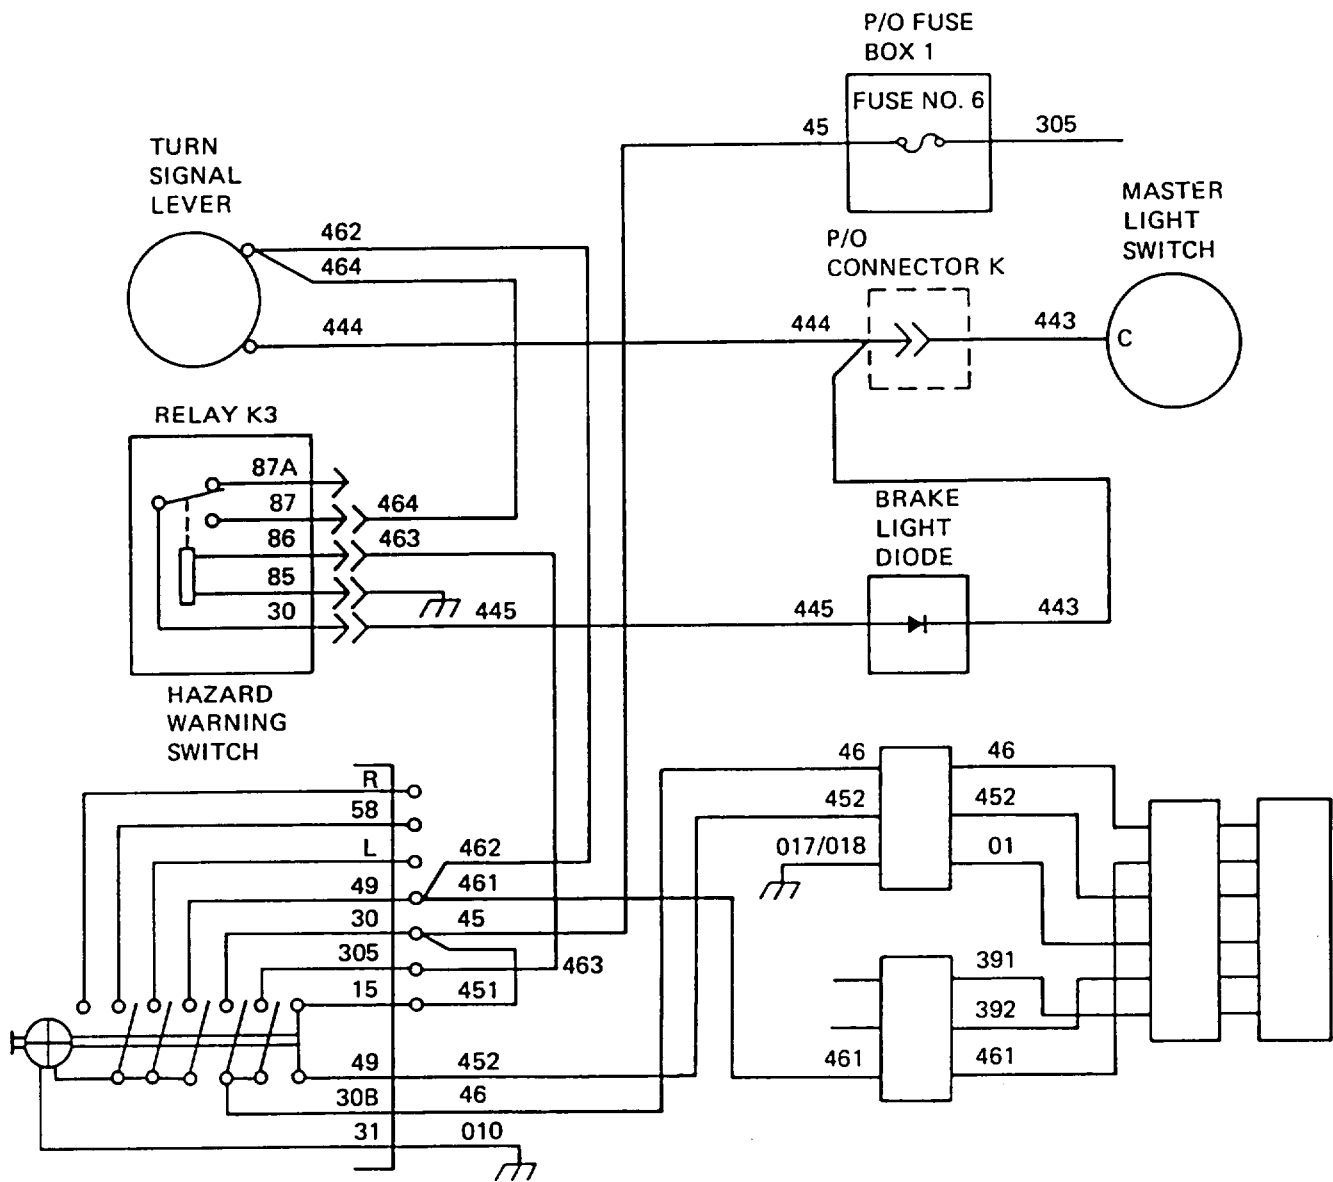 P/O FUSE
BOX 1
FUSE NO. 6
45
305
TURN
SIGNAL
LEVER
MASTER
LIGHT
SWITCH
462
464
444
P/O
CONNECTOR K
444
443
C
RELAY K3
87A
87
464
86
463
85
30
445
BRAKE
LIGHT
DIODE
445
443
HAZARD
WARNING
SWITCH
R
58
L
49
30
305
15
49
30B
31
462
461
45
463
451
452
46
010
46
452
017/018
46
452
01
461
391
392
461